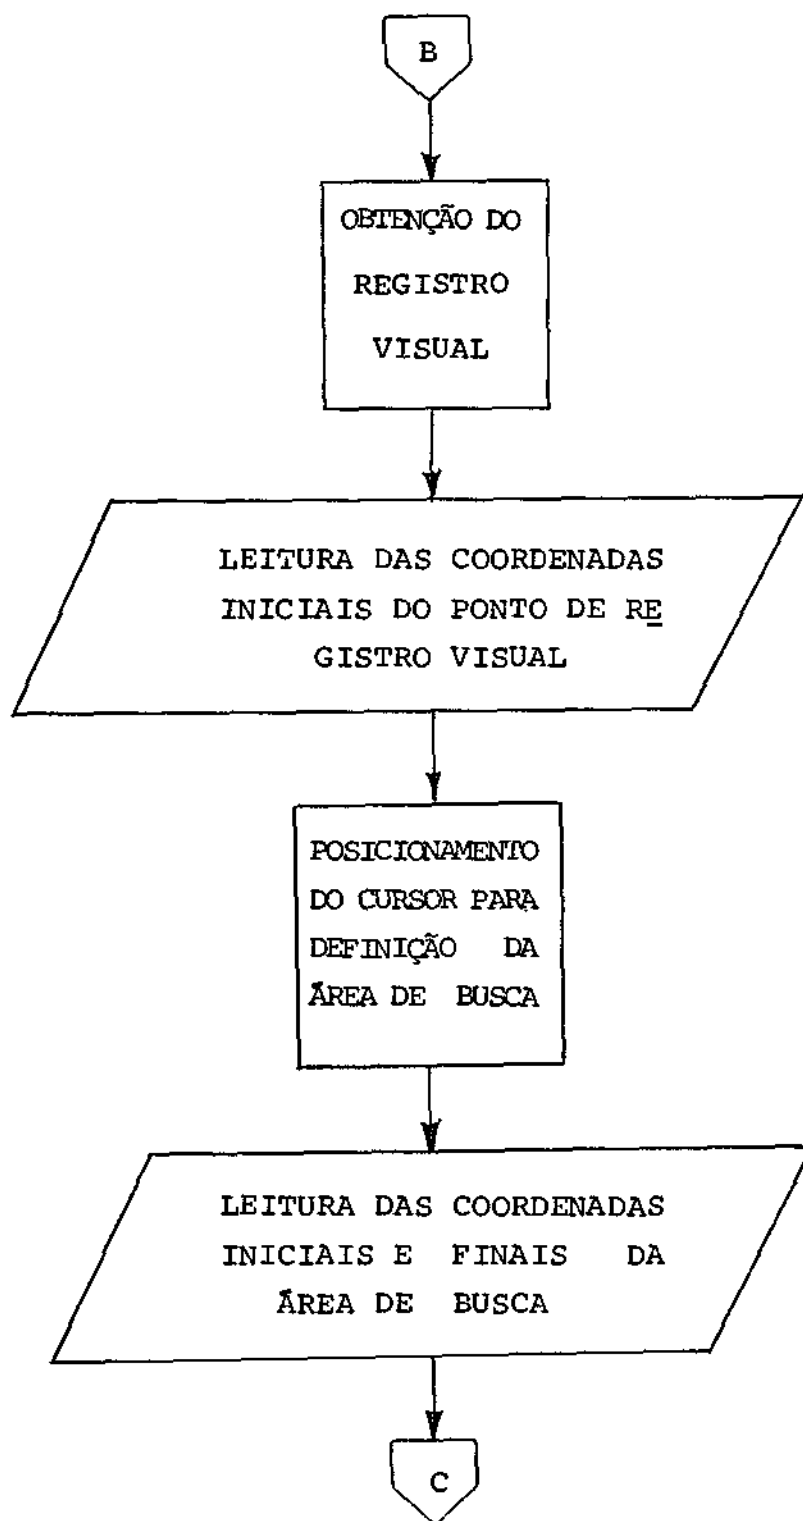 B
OBTENÇÃO DO
REGISTRO
VISUAL
LEITURA DAS COORDENADAS
INICIAIS DO PONTO DE RE
GISTRO VISUAL
POSICIONAMENTO
DO CURSOR PARA
DEFINIÇÃO DA
ÁREA DE BUSCA
LEITURA DAS COORDENADAS
INICIAIS E FINAIS DA
ÁREA DE BUSCA
C